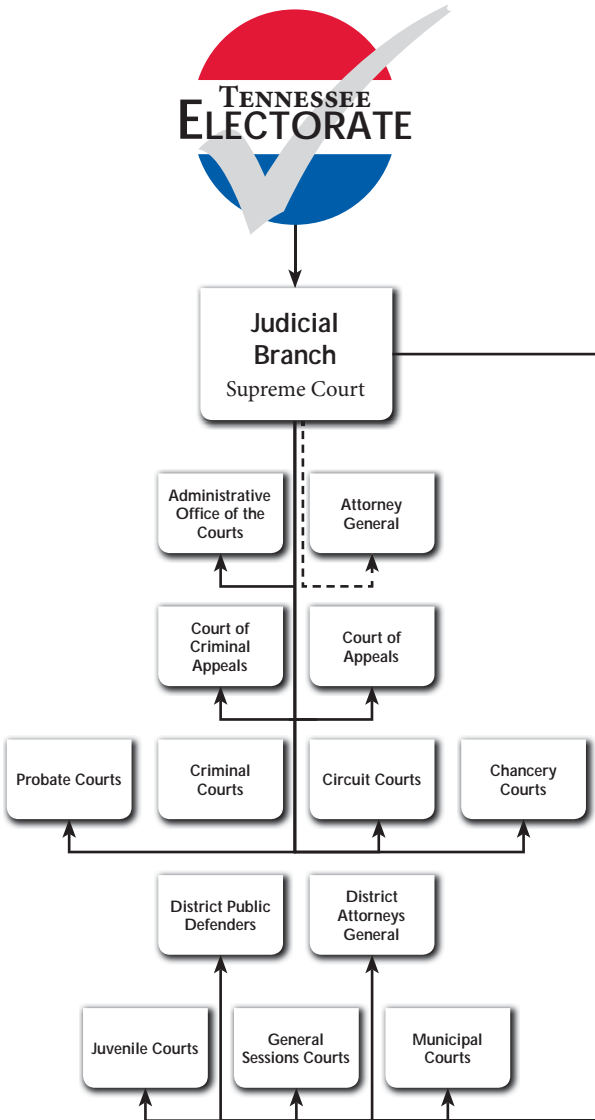 TENNESSEE
ELECTORATE
Judicial
Branch
Supreme Court
Administrative
Office of the
Courts
Attorney
General
Court of
Criminal
Appeals
Court of
Appeals
Probate Courts
Criminal
Courts
Circuit Courts
Chancery
Courts
District Public
Defenders
District
Attorneys
General
Juvenile Courts
General
Sessions Courts
Municipal
Courts